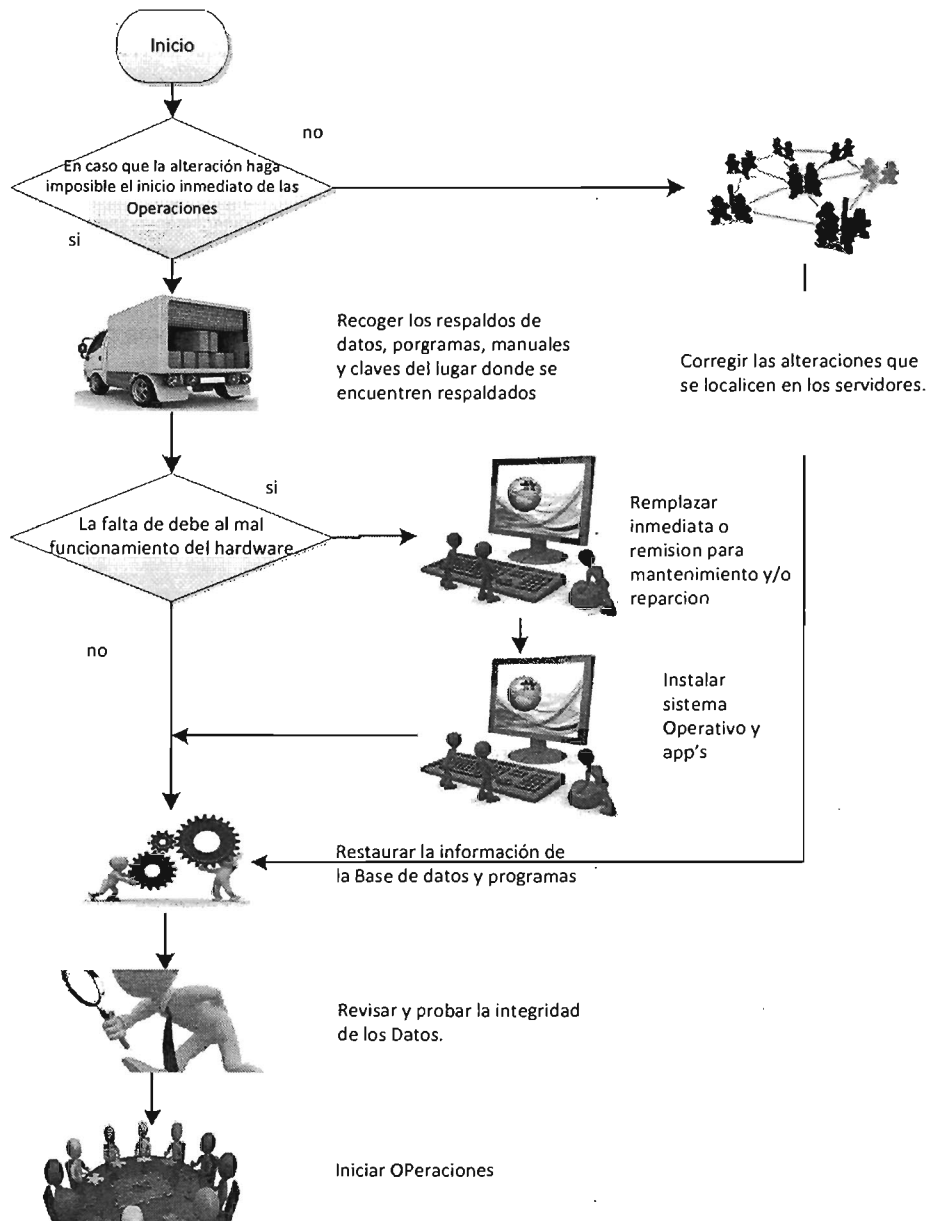 Inicio
no
En caso que la alteración haga
imposible el inicio inmediato de las
Operaciones
si
Recoger los respaldos de
datos, porgramas, manuales
y claves del lugar donde se
encuentren respaldados
Corregir las alteraciones que
se localicen en los servidores.
si
La falta de debe al mal
funcionamiento del hardware
Remplazar
inmediata o
remision para
mantenimiento y/o
reparcion
no
Instalar
sistema
Operativo y
app's
Restaurar la información de
la Base de datos y programas
Revisar y probar la integridad
de los Datos.
Iniciar OPeraciones